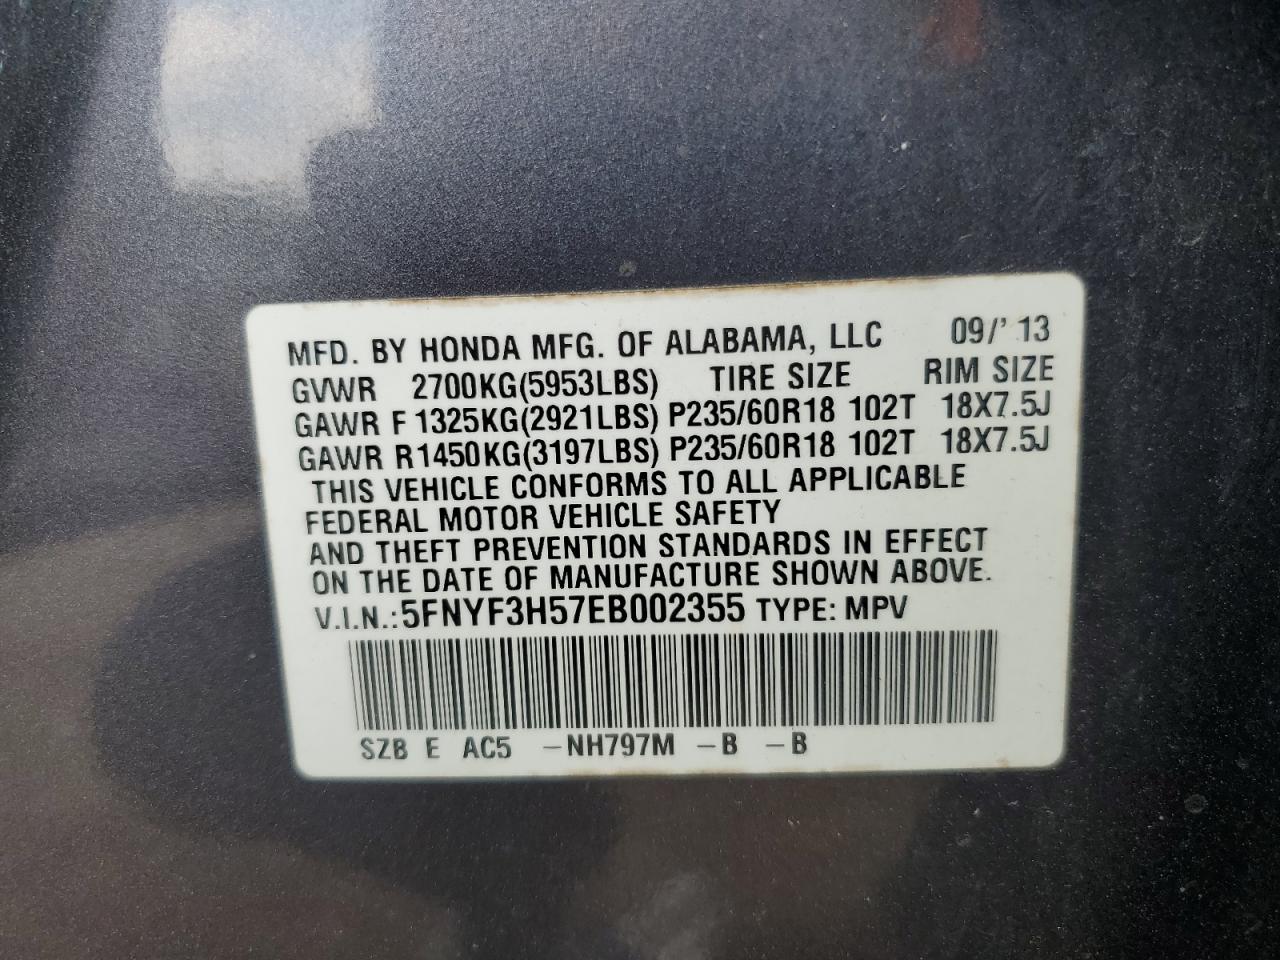 MFD. BY HONDA MFG. OF ALABAMA, LLC 09/' 13
GVWR 2700KG(5953LBS) TIRE SIZE RIM SIZE
GAWR F 1325KG(2921LBS) P235/60R18 102T 18X7.5J
GAWR R 1450KG(3197LBS) P235/60R18 102T 18X7.5J
THIS VEHICLE CONFORMS TO ALL APPLICABLE
FEDERAL MOTOR VEHICLE SAFETY
AND THEFT PREVENTION STANDARDS IN EFFECT
ON THE DATE OF MANUFACTURE SHOWN ABOVE.
V.I.N.:5FNYF3H57EB002355 TYPE: MPV
SZB E AC5 -NH797M -B -B